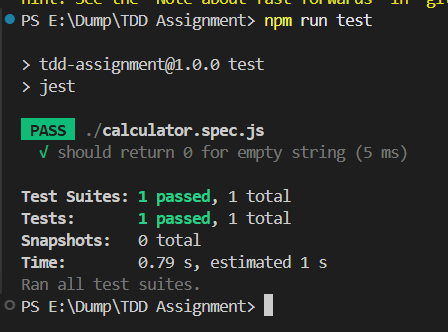 hint: See the 'Note about fast-forwards' in 'git
PS E:\Dump\TDD Assignment> npm run test
> tdd-assignment@1.0.0 test
> jest
PASS ./calculator.spec.js
√ should return 0 for empty string (5 ms)
Test Suites: 1 passed, 1 total
Tests: 1 passed, 1 total
Snapshots: 0 total
Time: 0.79 s, estimated 1 s
Ran all test suites.
PS E:\Dump\TDD Assignment>